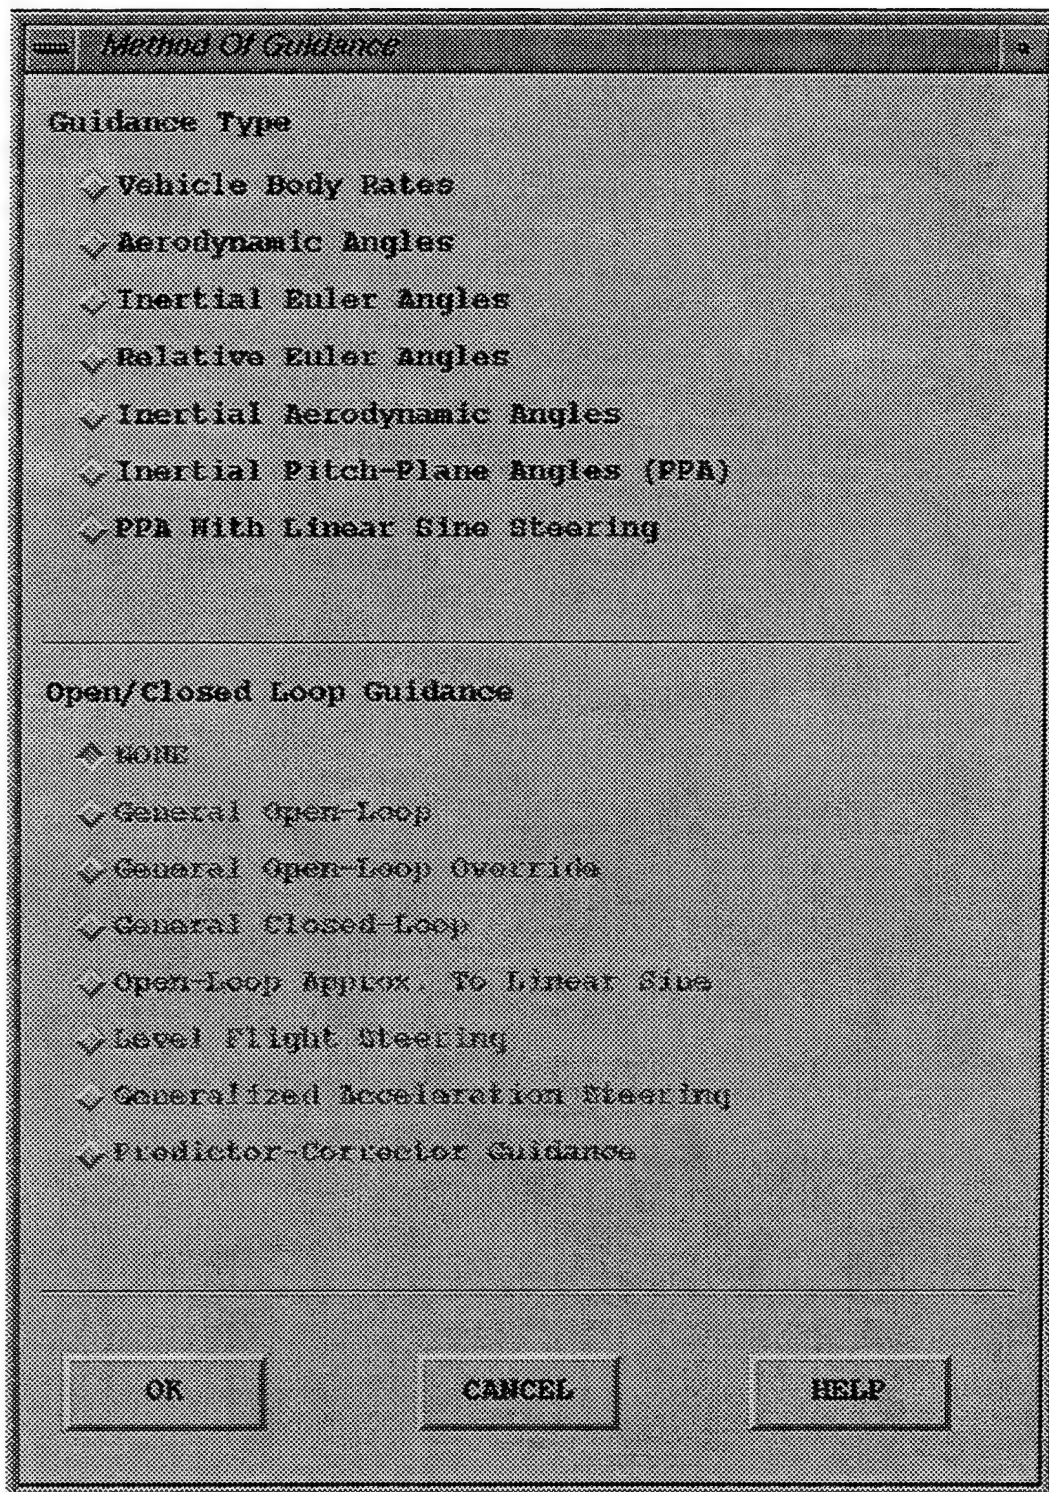 Method Of Guidance
Guidance Type
Vehicle Body Rates
Aerodynamic Angles
Inertial Euler Angles
Relative Euler Angles
Inertial Aerodynamic Angles
Inertial Pitch-Plane Angles (PPA)
PPA With Linear Sine Steering
Open/Closed Loop Guidance
NONE
General Open-Loop
General Open-Loop Override
General Closed-Loop
Open-Loop Approx. To Linear Sine
Level Flight Steering
Generalized Acceleration Steering
Predictor-Corrector Guidance
OK CANCEL HELP